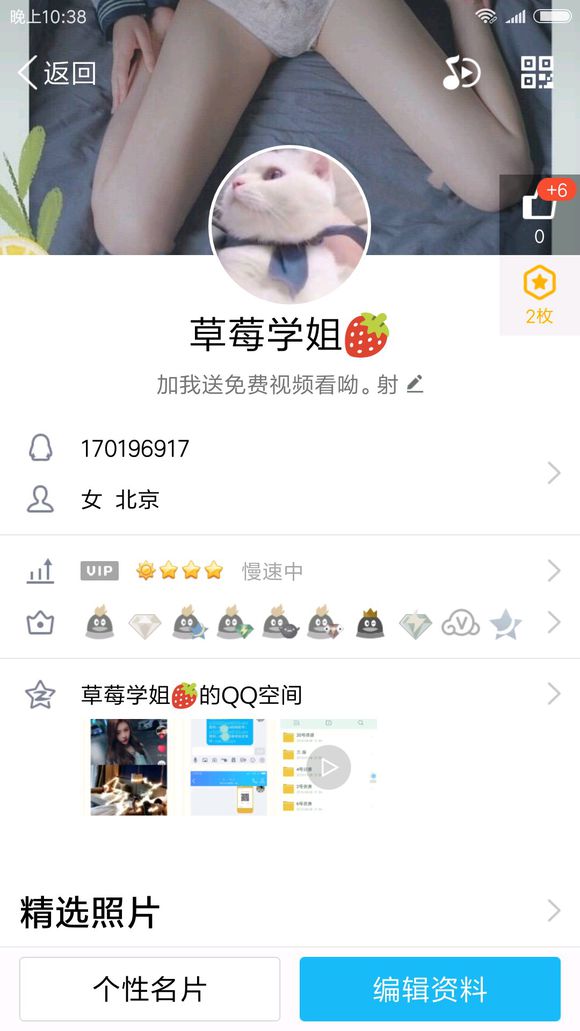 晚上10:38
返回
+6
0
2枚
草莓学姐🍓
加我送免费视频看呦。射
170196917
女 北京
VIP 慢速中
草莓学姐🍓的QQ空间
精选照片
个性名片
编辑资料